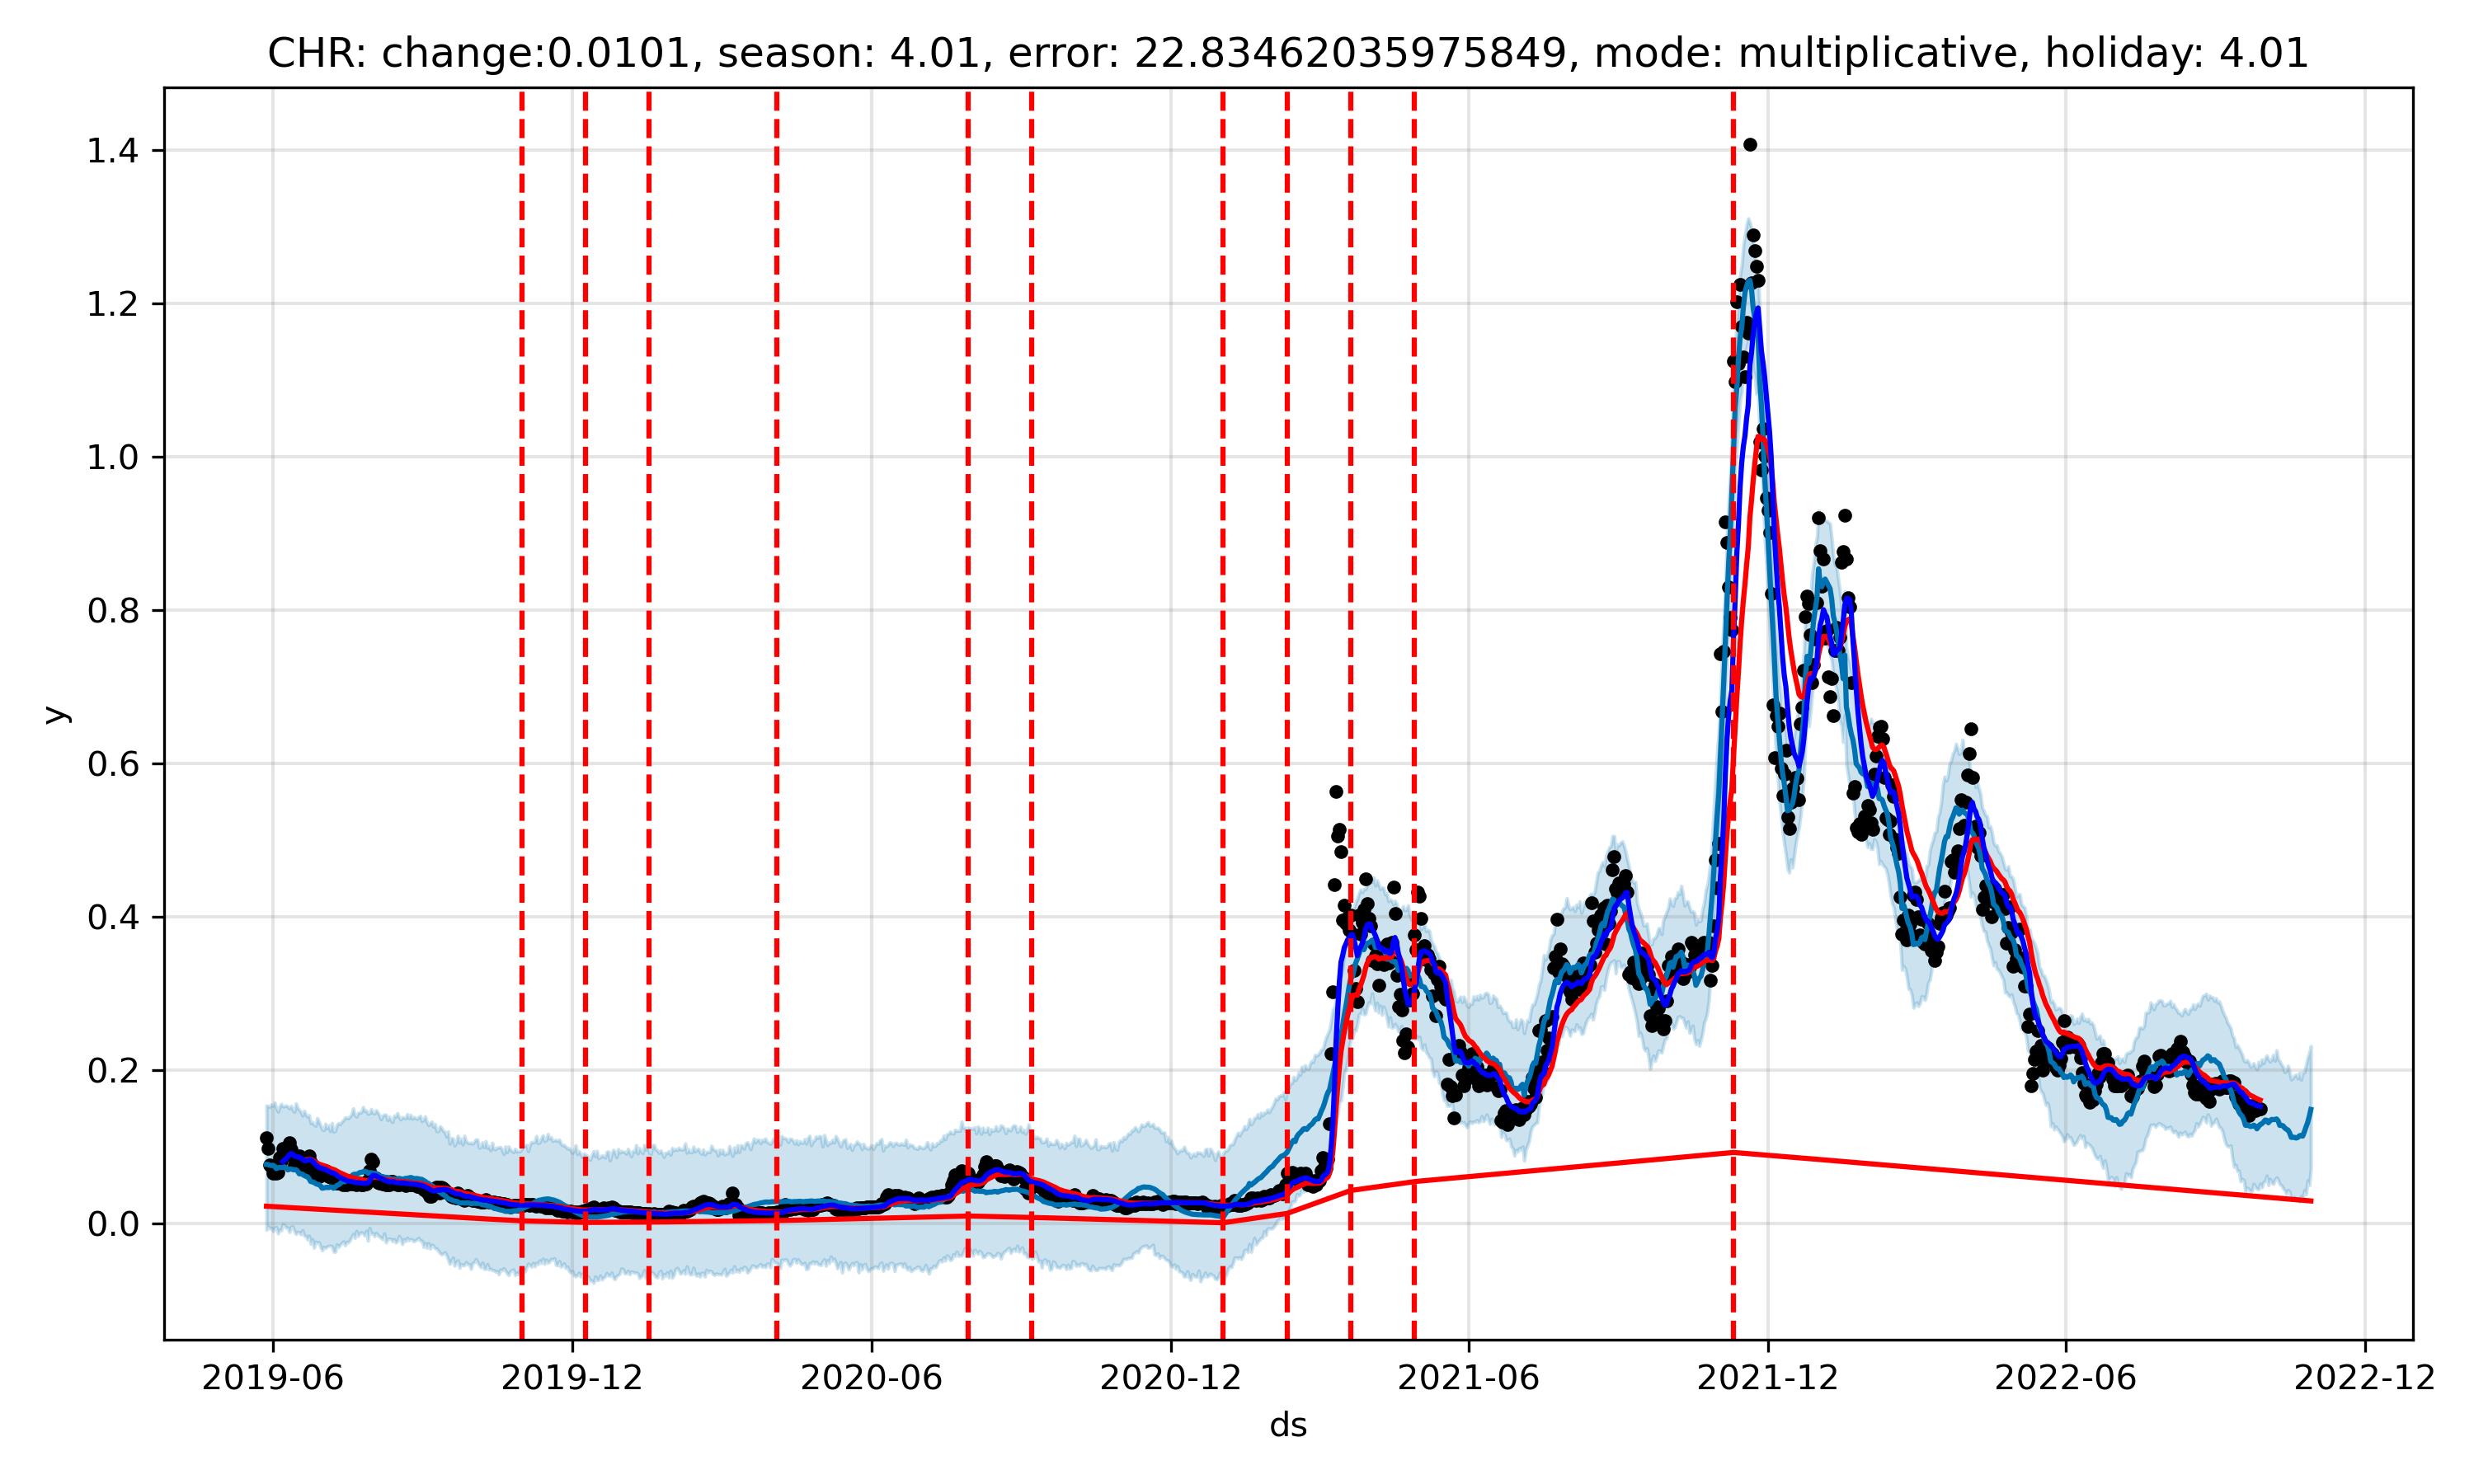 CHR: change:0.0101, season: 4.01, error: 22.83462035975849, mode: multiplicative, holiday: 4.01
1.4
1.2
1.0
0.8
0.6
0.4
0.2
0.0
y
2019-06 2019-12 2020-06 2020-12 2021-06 2021-12 2022-06 2022-12
ds